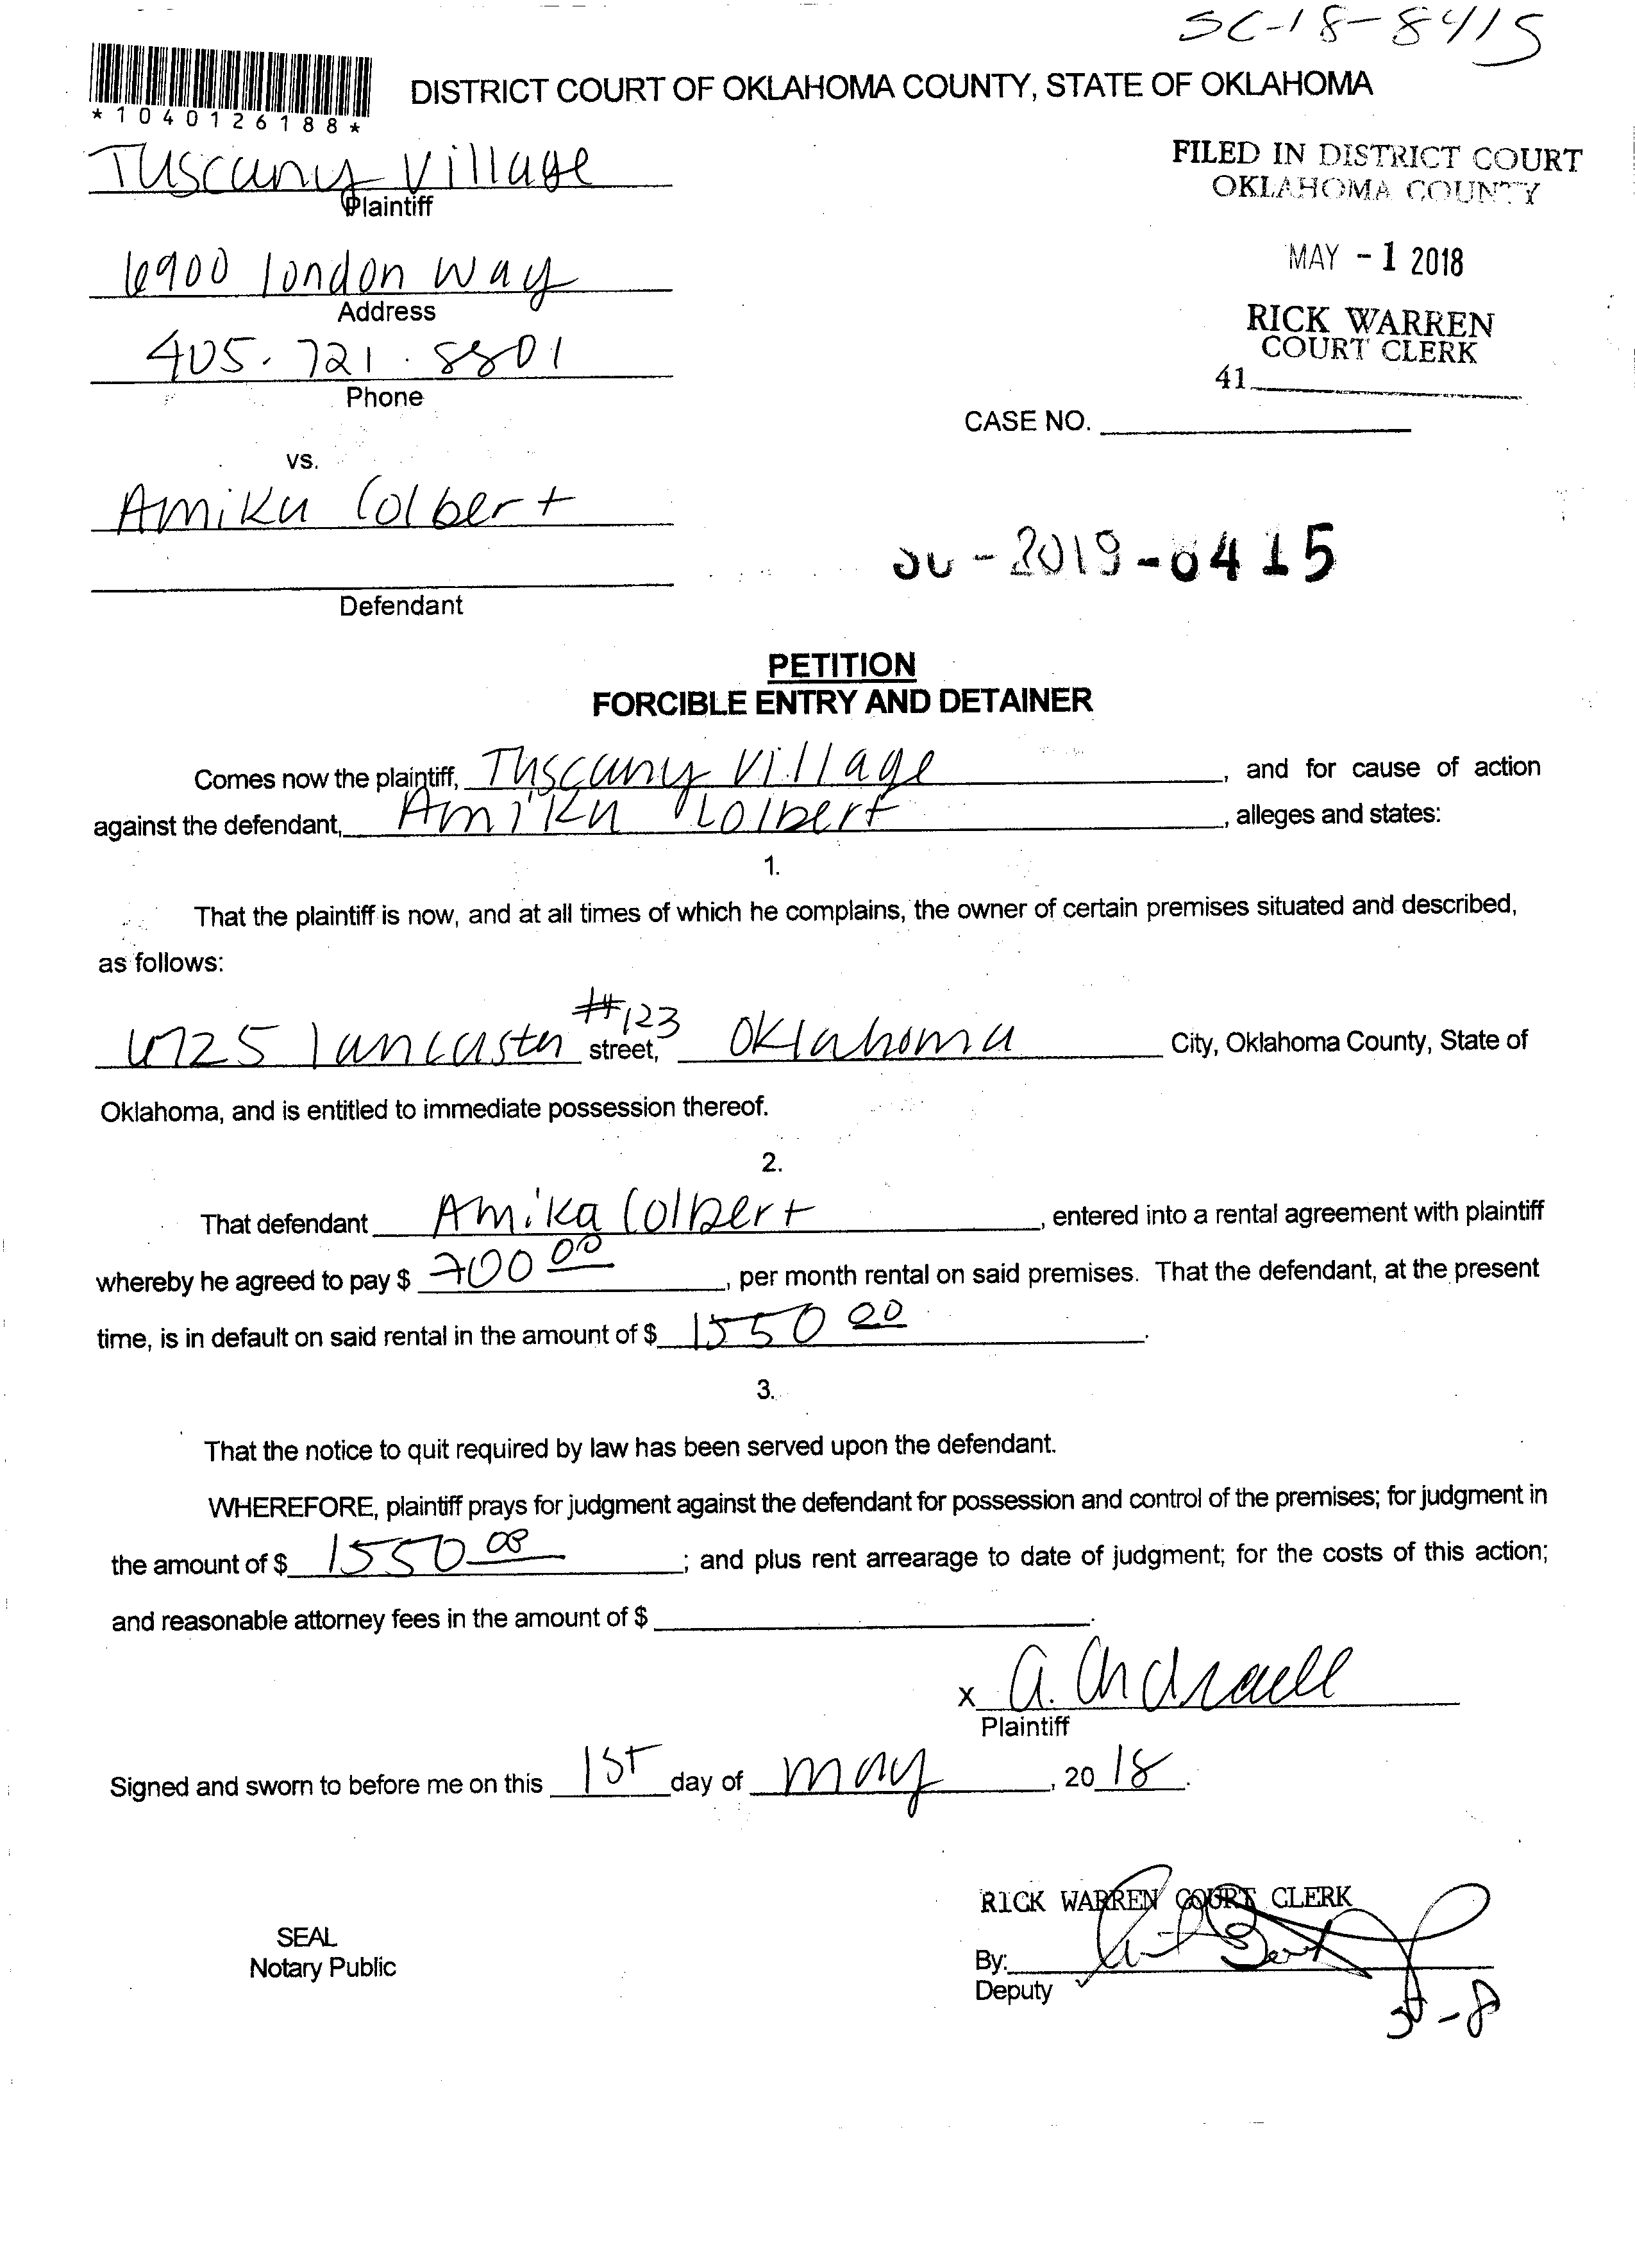 SC-18-8415
*1040126188*
DISTRICT COURT OF OKLAHOMA COUNTY, STATE OF OKLAHOMA
Tuscany Village
Plaintiff
FILED IN DISTRICT COURT
OKLAHOMA COUNTY
6900 london way
Address
MAY - 1 2018
405.721.8801
Phone
RICK WARREN
COURT CLERK
41
CASE NO.
vs.
Amika Colbert
Defendant
- 2019-8415
PETITION
FORCIBLE ENTRY AND DETAINER
Comes now the plaintiff, Tuscany Village, and for cause of action
against the defendant, Amika Colbert, alleges and states:
1.
That the plaintiff is now, and at all times of which he complains, the owner of certain premises situated and described,
as follows:
6725 lancaster #123 street, Oklahoma City, Oklahoma County, State of
Oklahoma, and is entitled to immediate possession thereof.
2.
That defendant Amika Colbert, entered into a rental agreement with plaintiff
whereby he agreed to pay $ 700 00, per month rental on said premises. That the defendant, at the present
time, is in default on said rental in the amount of $ 1550 00.
3.
That the notice to quit required by law has been served upon the defendant.
WHEREFORE, plaintiff prays for judgment against the defendant for possession and control of the premises; for judgment in
the amount of $ 1550 00; and plus rent arrearage to date of judgment; for the costs of this action;
and reasonable attorney fees in the amount of $ .
x A.
Plaintiff
Signed and sworn to before me on this 1ST day of may, 20 18.
RICK WARREN COURT CLERK
SEAL
Notary Public
By:
Deputy